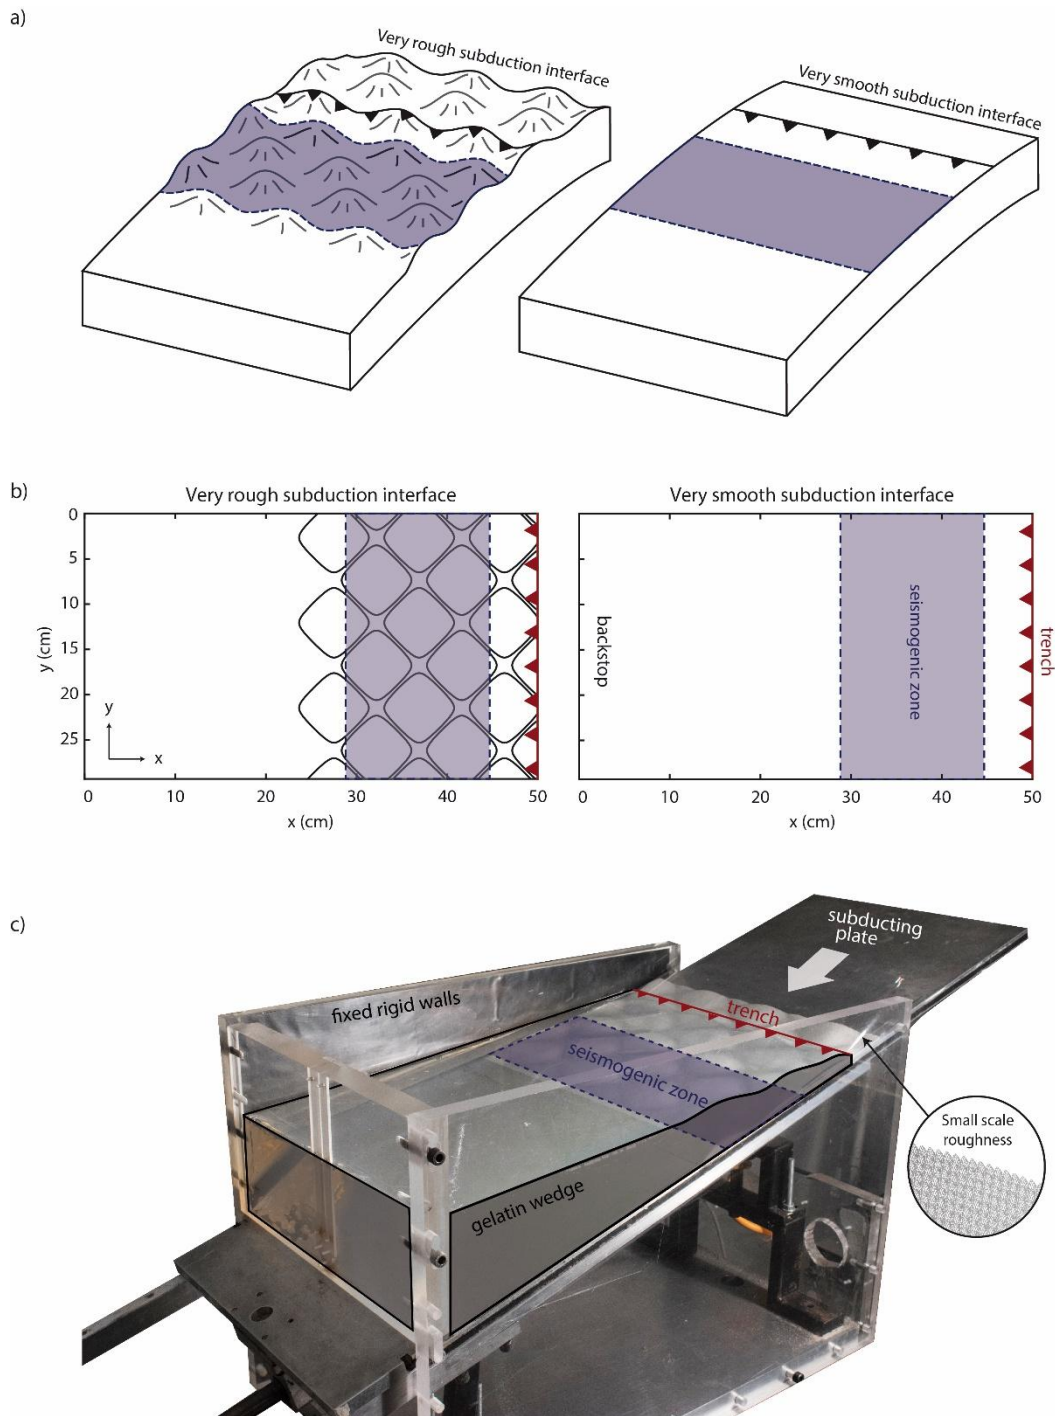 a)
Very rough subduction interface
Very smooth subduction interface
b)
Very rough subduction interface
Very smooth subduction interface
0
5
10
15
20
25
y (cm)
y
x
0
10
20
30
40
50
x (cm)
backstop
seismogenic zone
trench
0
10
20
30
40
50
x (cm)
c)
subducting
plate
fixed rigid walls
trench
seismogenic zone
Small scale
roughness
gelatin wedge